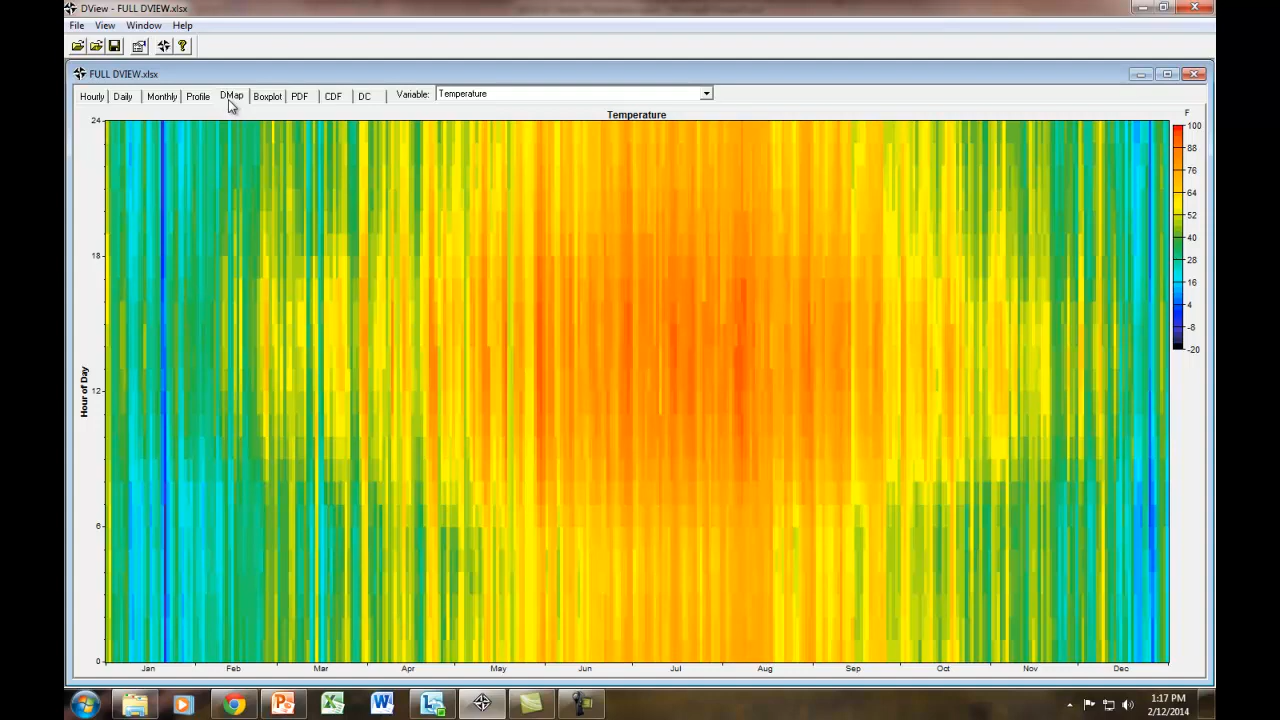 DView - FULL DVIEW.xlsx
File View Window Help
FULL DVIEW.xlsx
Hourly Daily Monthly Profile DMap Boxplot PDF CDF DC Variable: Temperature
Temperature
F
24
18
12
6
0
Hour of Day
100
88
76
64
52
40
28
16
4
-8
-20
Jan Feb Mar Apr May Jun Jul Aug Sep Oct Nov Dec
1:17 PM
2/12/2014